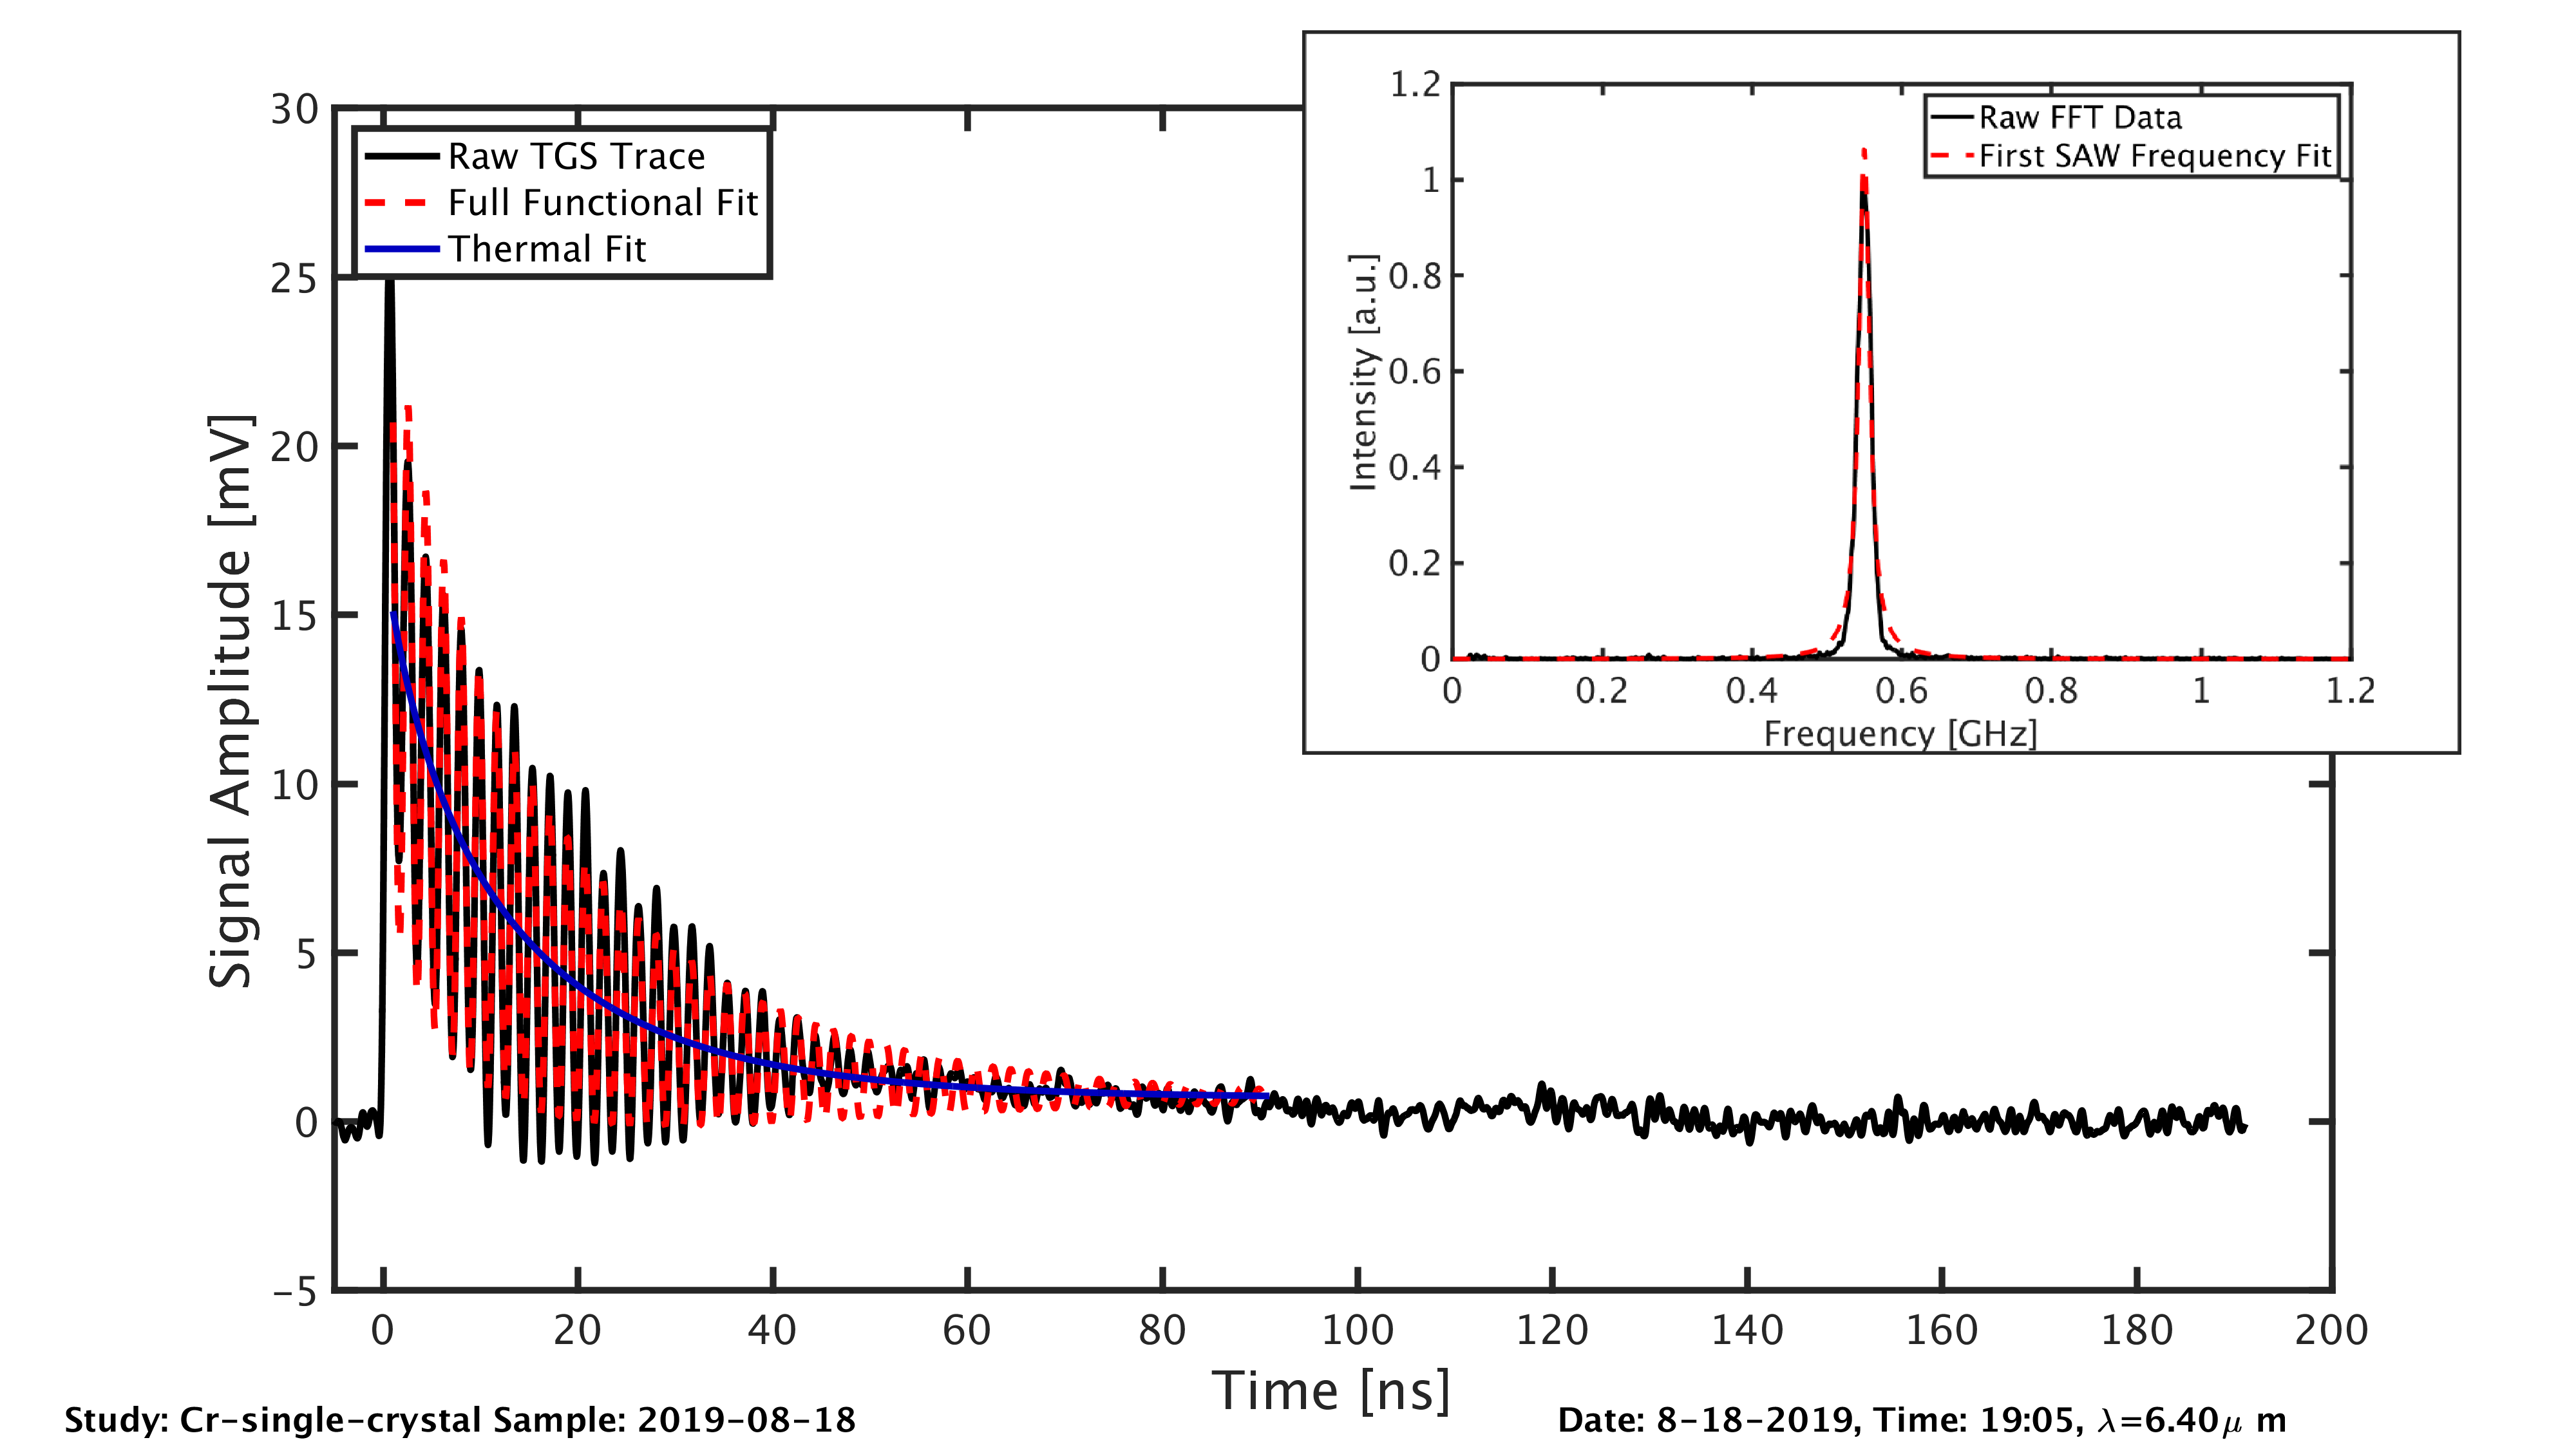 1.2
1
0.8
0.6
0.4
0.2
0
Intensity [a.u.]
Raw FFT Data
First SAW Frequency Fit
0 0.2 0.4 0.6 0.8 1 1.2
Frequency [GHz]
30
25
20
15
10
5
0
−5
Signal Amplitude [mV]
Raw TGS Trace
Full Functional Fit
Thermal Fit
0 20 40 60 80 100 120 140 160 180 200
Time [ns]
Study: Cr−single−crystal Sample: 2019−08−18
Date: 8−18−2019, Time: 19:05, λ=6.40μ m